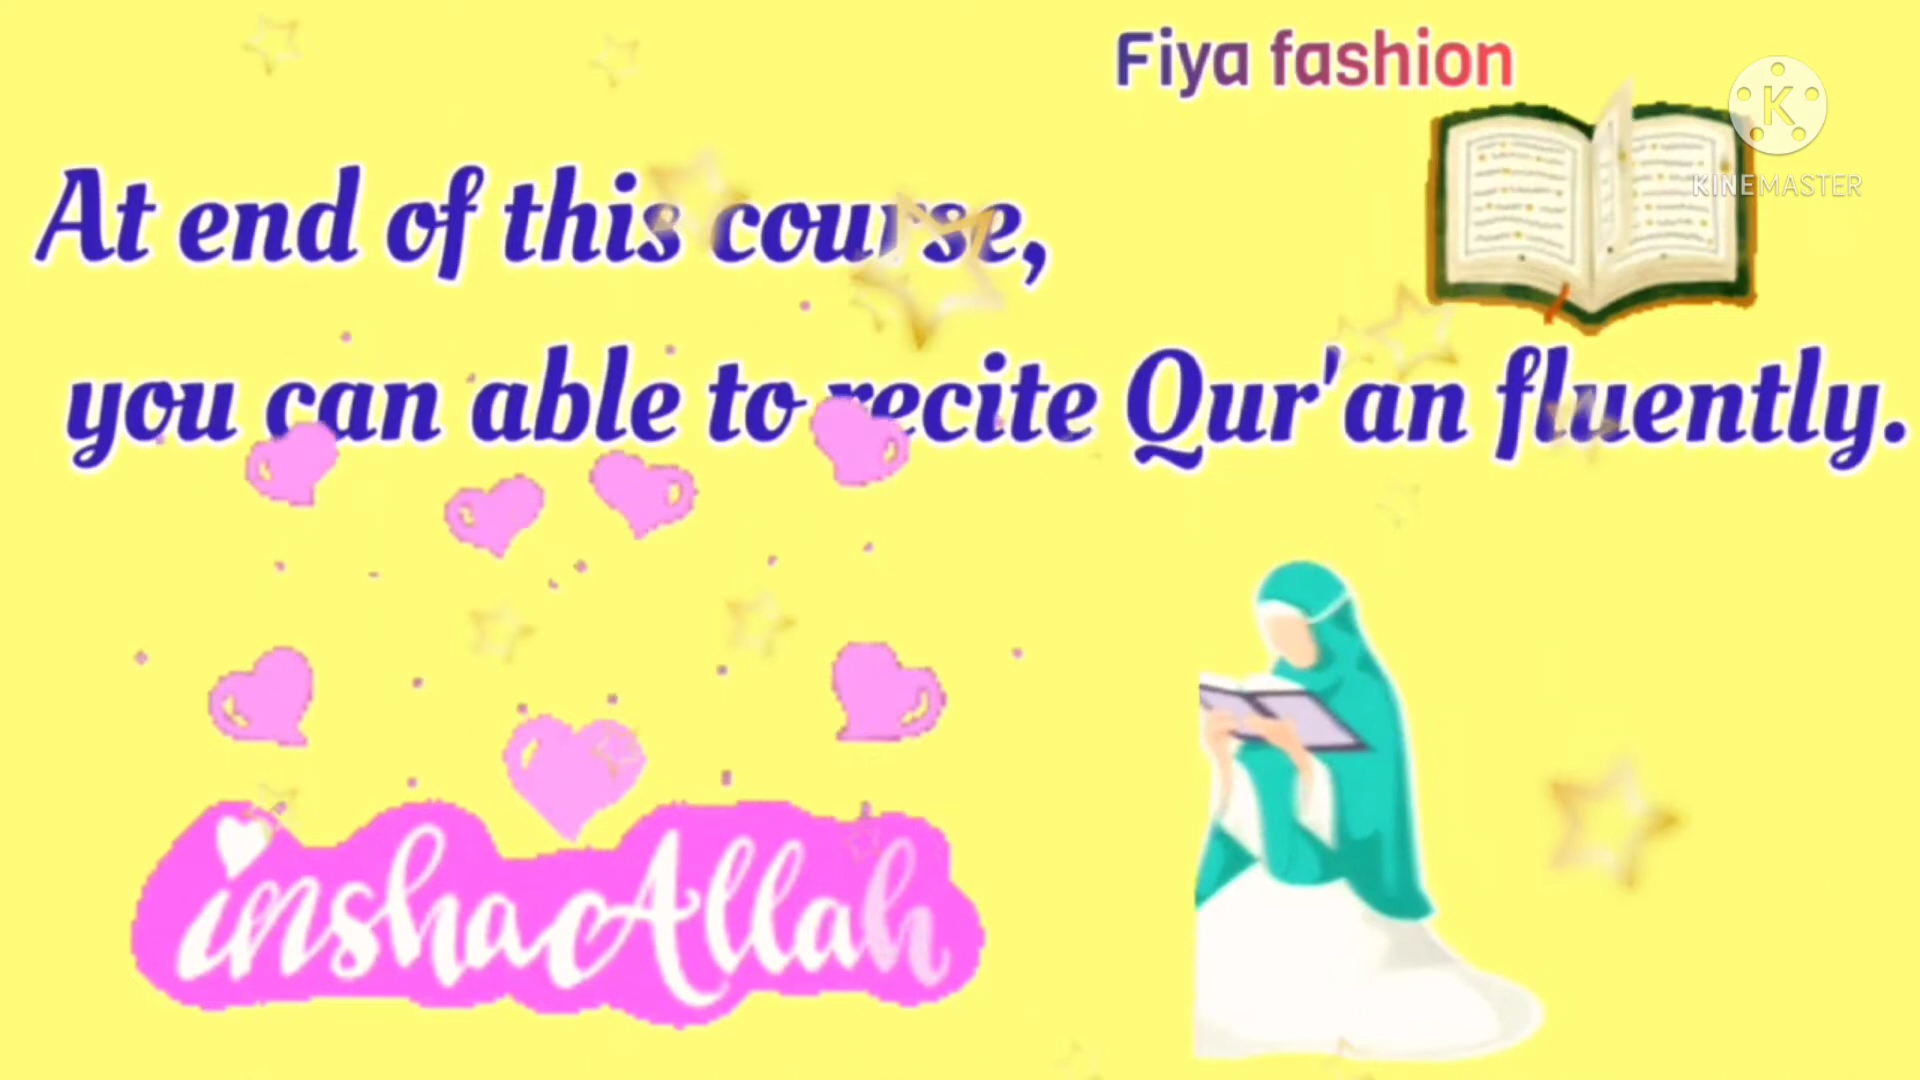 Fiya fashion
KINEMASTER
At end of this course,
you can able to recite Qur'an fluently.
inshaAllah